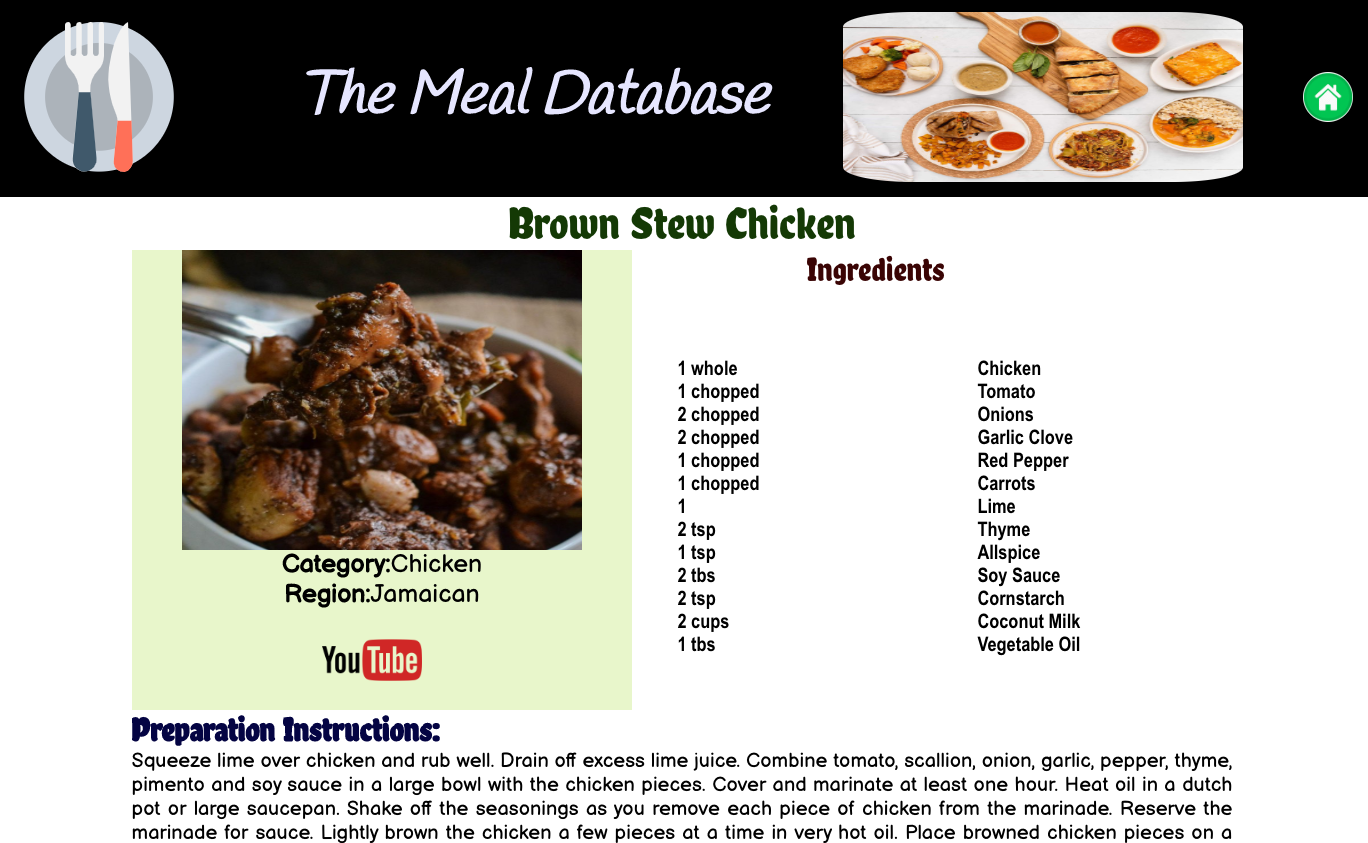 The Meal Database
Brown Stew Chicken
Ingredients
1 whole Chicken
1 chopped Tomato
2 chopped Onions
2 chopped Garlic Clove
1 chopped Red Pepper
1 chopped Carrots
1 Lime
2 tsp Thyme
1 tsp Allspice
2 tbs Soy Sauce
2 tsp Cornstarch
2 cups Coconut Milk
1 tbs Vegetable Oil
Category:Chicken
Region:Jamaican
YouTube
Preparation Instructions:
Squeeze lime over chicken and rub well. Drain off excess lime juice. Combine tomato, scallion, onion, garlic, pepper, thyme,
pimento and soy sauce in a large bowl with the chicken pieces. Cover and marinate at least one hour. Heat oil in a dutch
pot or large saucepan. Shake off the seasonings as you remove each piece of chicken from the marinade. Reserve the
marinade for sauce. Lightly brown the chicken a few pieces at a time in very hot oil. Place browned chicken pieces on a